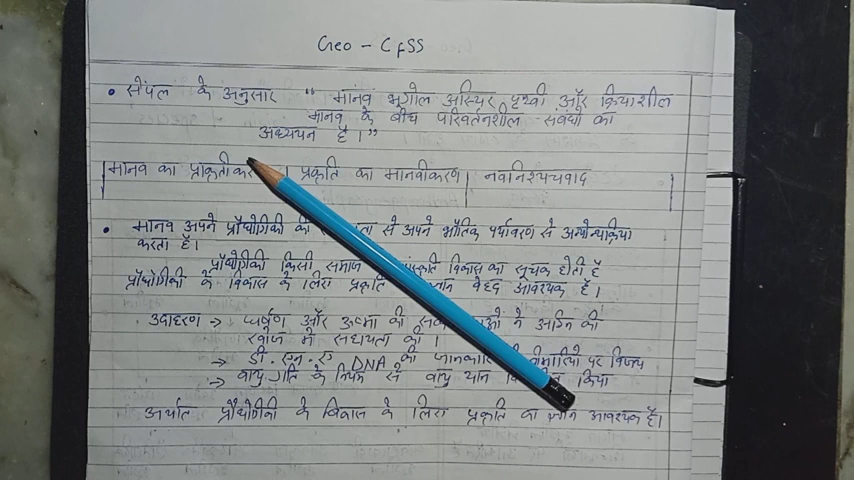 Geo - CfSS
• सेंपल के अनुसार " मानव भूगोल अस्थिर पृथ्वी और क्रियाशील
मानव के बीच परिवर्तनशील संबंधों का
अध्ययन है।"
मानव का | प्रकृति का मानवीकरण | नवनिश्चयवाद
• मानव अपने प्रौद्योगिकी की से अपने भौतिक पर्यावरण से अन्योन्यक्रिया
करता है।
प्रौद्योगिकी किसी समाज विकास का सूचक होती है
प्रौद्योगिकी के विकास के लिए बेहद आवश्यक है।
उदाहरण → घर्षण और ऊष्मा की ने अग्नि की
खोज में सहायता की।
→ डी.एन.ए DNA की पर विजय
→ वायु गति के नियम से वायु यान किया
अर्थात प्रौद्योगिकी के विकास के लिए प्रकृति का ज्ञान आवश्यक है।